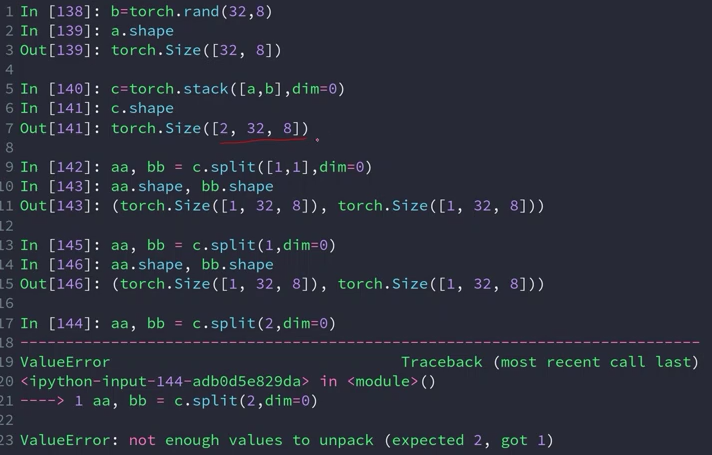 1 In [138]: b=torch.rand(32,8)
2 In [139]: a.shape
3 Out[139]: torch.Size([32, 8])
4
5 In [140]: c=torch.stack([a,b],dim=0)
6 In [141]: c.shape
7 Out[141]: torch.Size([2, 32, 8])
8
9 In [142]: aa, bb = c.split([1,1],dim=0)
10 In [143]: aa.shape, bb.shape
11 Out[143]: (torch.Size([1, 32, 8]), torch.Size([1, 32, 8]))
12
13 In [145]: aa, bb = c.split(1,dim=0)
14 In [146]: aa.shape, bb.shape
15 Out[146]: (torch.Size([1, 32, 8]), torch.Size([1, 32, 8]))
16
17 In [144]: aa, bb = c.split(2,dim=0)
18 ---------------------------------------------------------------------------
19 ValueError                                Traceback (most recent call last)
20 <ipython-input-144-adb0d5e829da> in <module>()
21 ----> 1 aa, bb = c.split(2,dim=0)
22
23 ValueError: not enough values to unpack (expected 2, got 1)